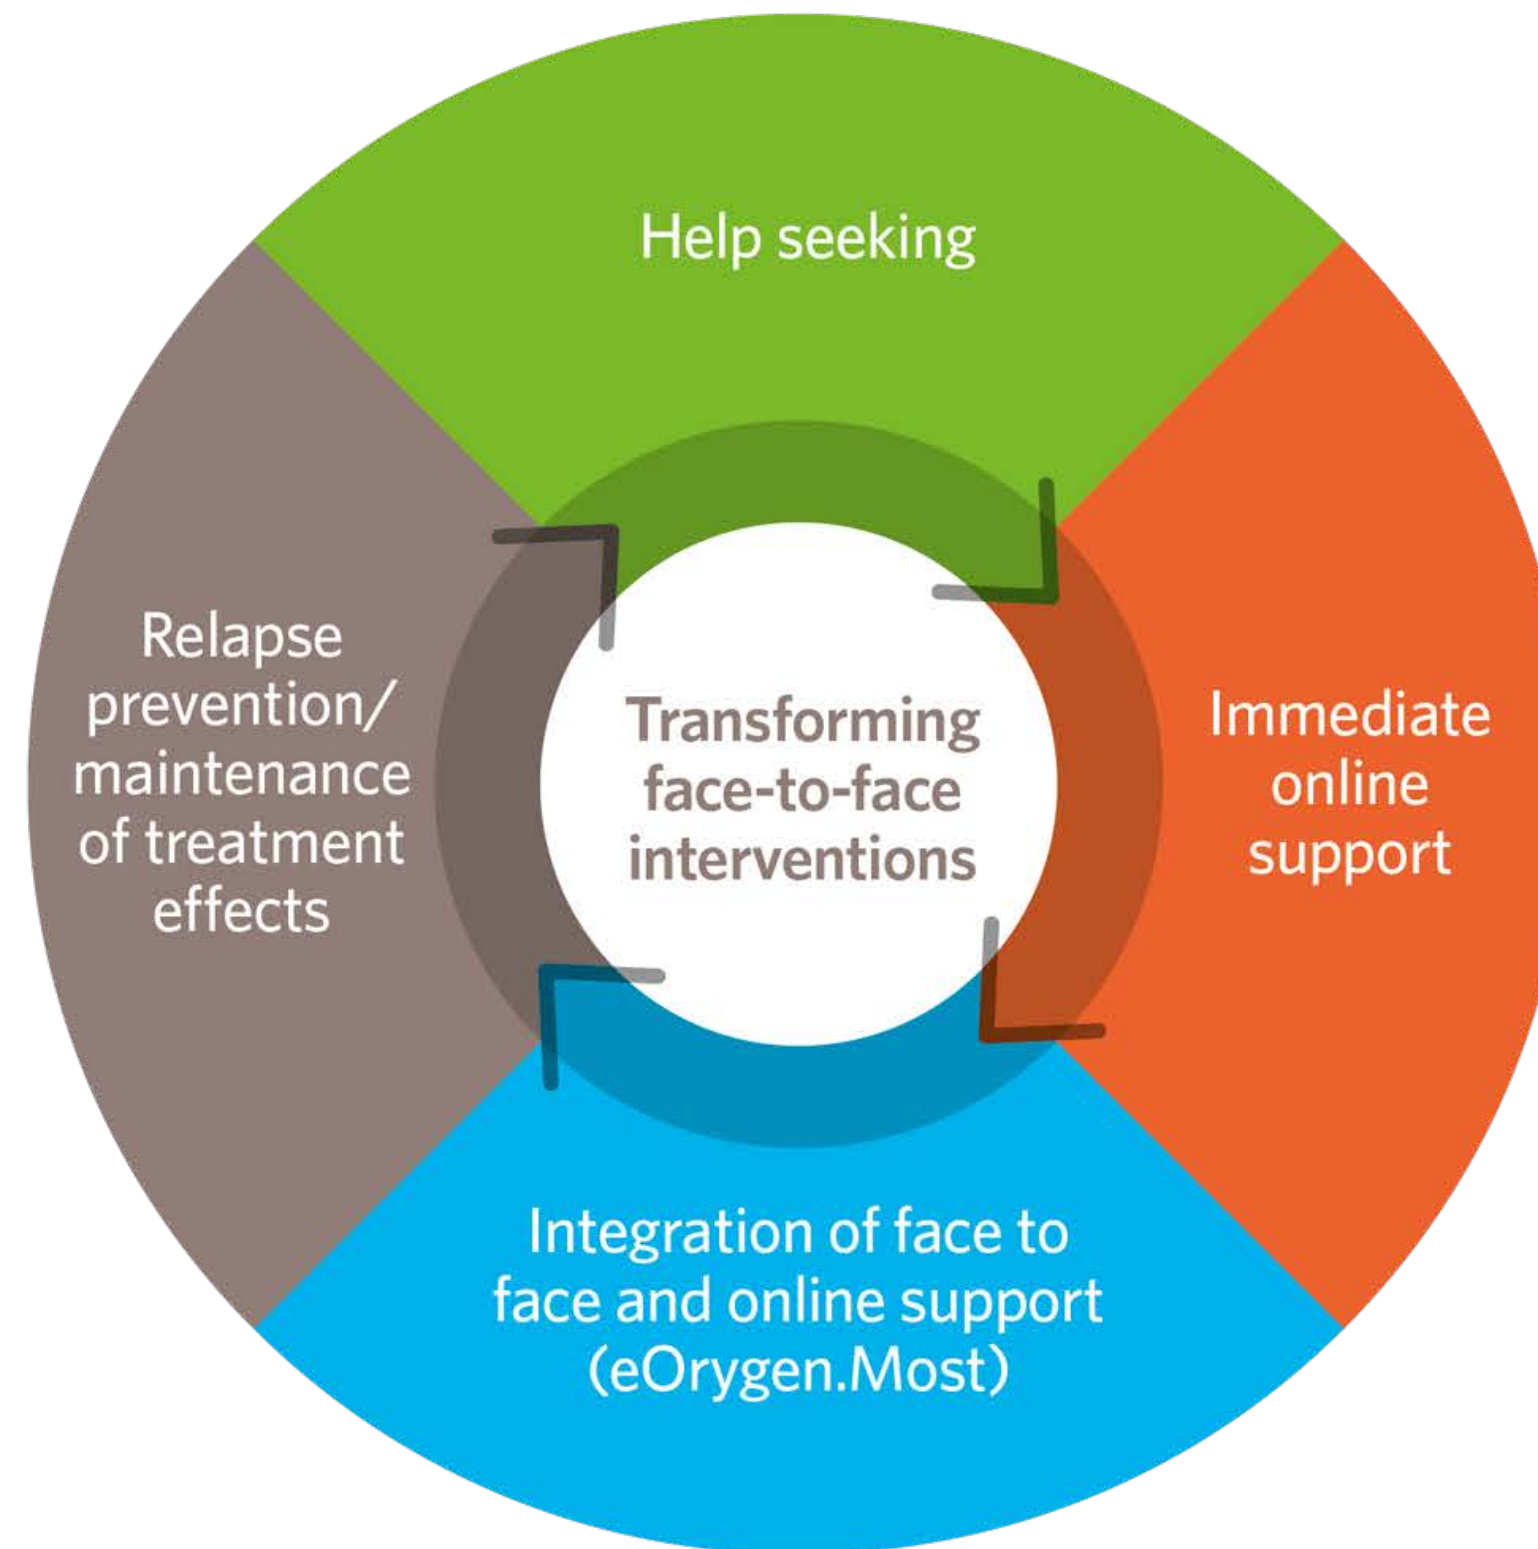 Help seeking
Immediate
online
support
Integration of face to
face and online support
(eOrygen.Most)
Relapse
prevention/
maintenance
of treatment
effects
Transforming
face-to-face
interventions